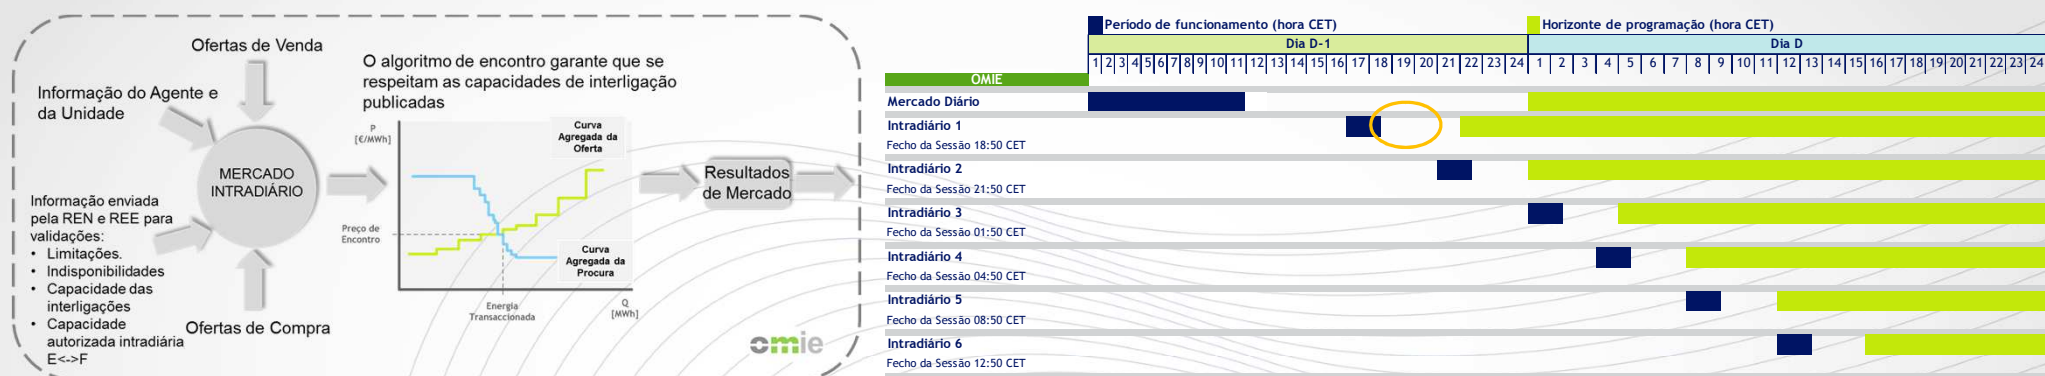 Ofertas de Venda
Informação do Agente e
da Unidade
MERCADO
INTRADIÁRIO
Informação enviada
pela REN e REE para
validações:
• Limitações.
• Indisponibilidades
• Capacidade das
interligações
• Capacidade
autorizada intradiária
E<->F
Ofertas de Compra
O algoritmo de encontro garante que se
respeitam as capacidades de interligação
publicadas
P
[€/MWh]
Curva
Agregada da
Oferta
Preço de
Encontro
Curva
Agregada da
Procura
Energia
Transaccionada
Q
[MWh]
Resultados
de Mercado
omie
Período de funcionamento (hora CET)
Horizonte de programação (hora CET)
Dia D-1
Dia D
1 2 3 4 5 6 7 8 9 10 11 12 13 14 15 16 17 18 19 20 21 22 23 24 1 2 3 4 5 6 7 8 9 10 11 12 13 14 15 16 17 18 19 20 21 22 23 24
OMIE
Mercado Diário
Intradiário 1
Fecho da Sessão 18:50 CET
Intradiário 2
Fecho da Sessão 21:50 CET
Intradiário 3
Fecho da Sessão 01:50 CET
Intradiário 4
Fecho da Sessão 04:50 CET
Intradiário 5
Fecho da Sessão 08:50 CET
Intradiário 6
Fecho da Sessão 12:50 CET